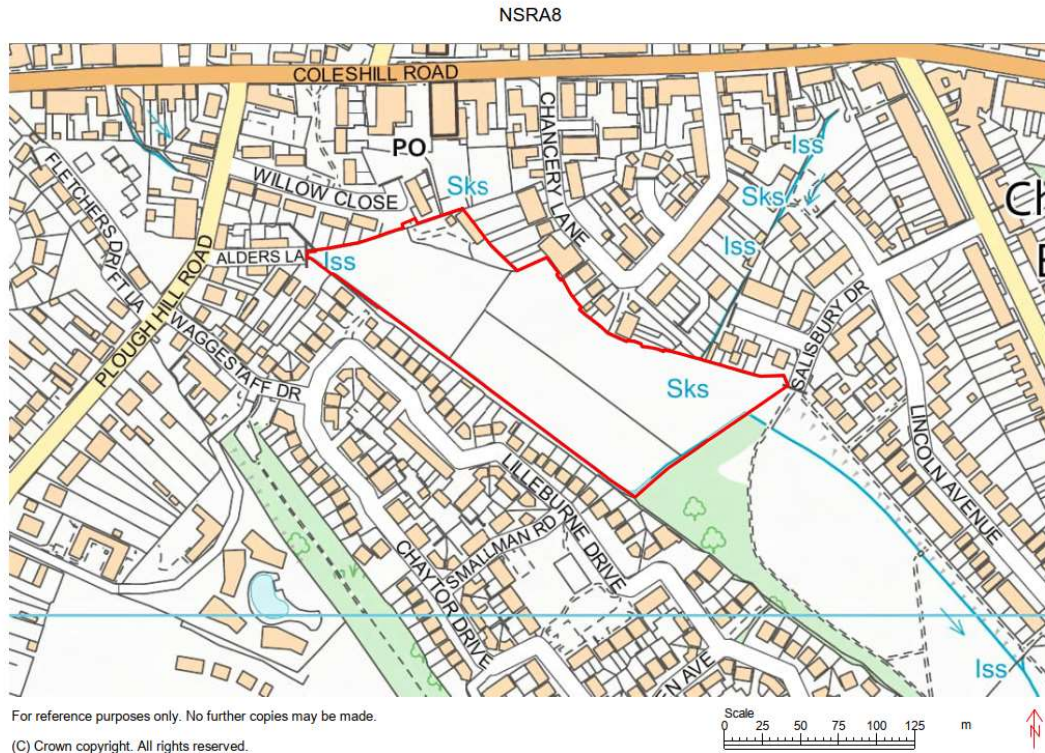 NSRA8
COLESHILL ROAD
CHANCERY LANE
PO
WILLOW CLOSE
Sks
Iss
Sks
Iss
FLETCHERS DR
ALDERS LA
Iss
PLOUGH HILL ROAD
WAGGESTAFF DR
SALISBURY DR
Sks
LINCOLN AVENUE
LILLEBURNE DRIVE
SMALLMAN RD
CHAYTOR DRIVE
Iss
For reference purposes only. No further copies may be made.
(C) Crown copyright. All rights reserved.
Scale
0 25 50 75 100 125 m
N